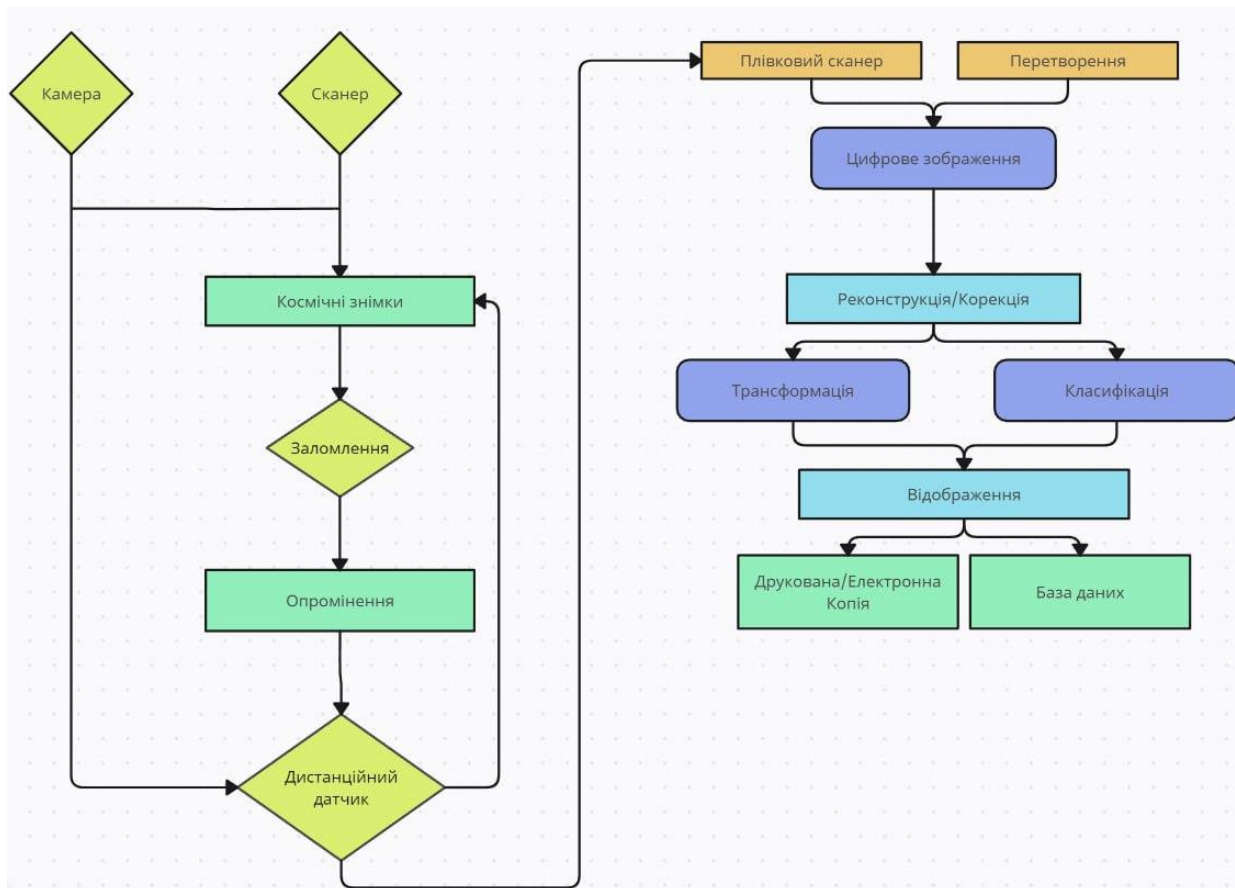 Камера
Сканер
Космічні знімки
Заломлення
Опромінення
Дистанційний
датчик
Плівковий сканер
Перетворення
Цифрове зображення
Реконструкція/Корекція
Трансформація
Класифікація
Відображення
Друкована/Електронна
Копія
База даних